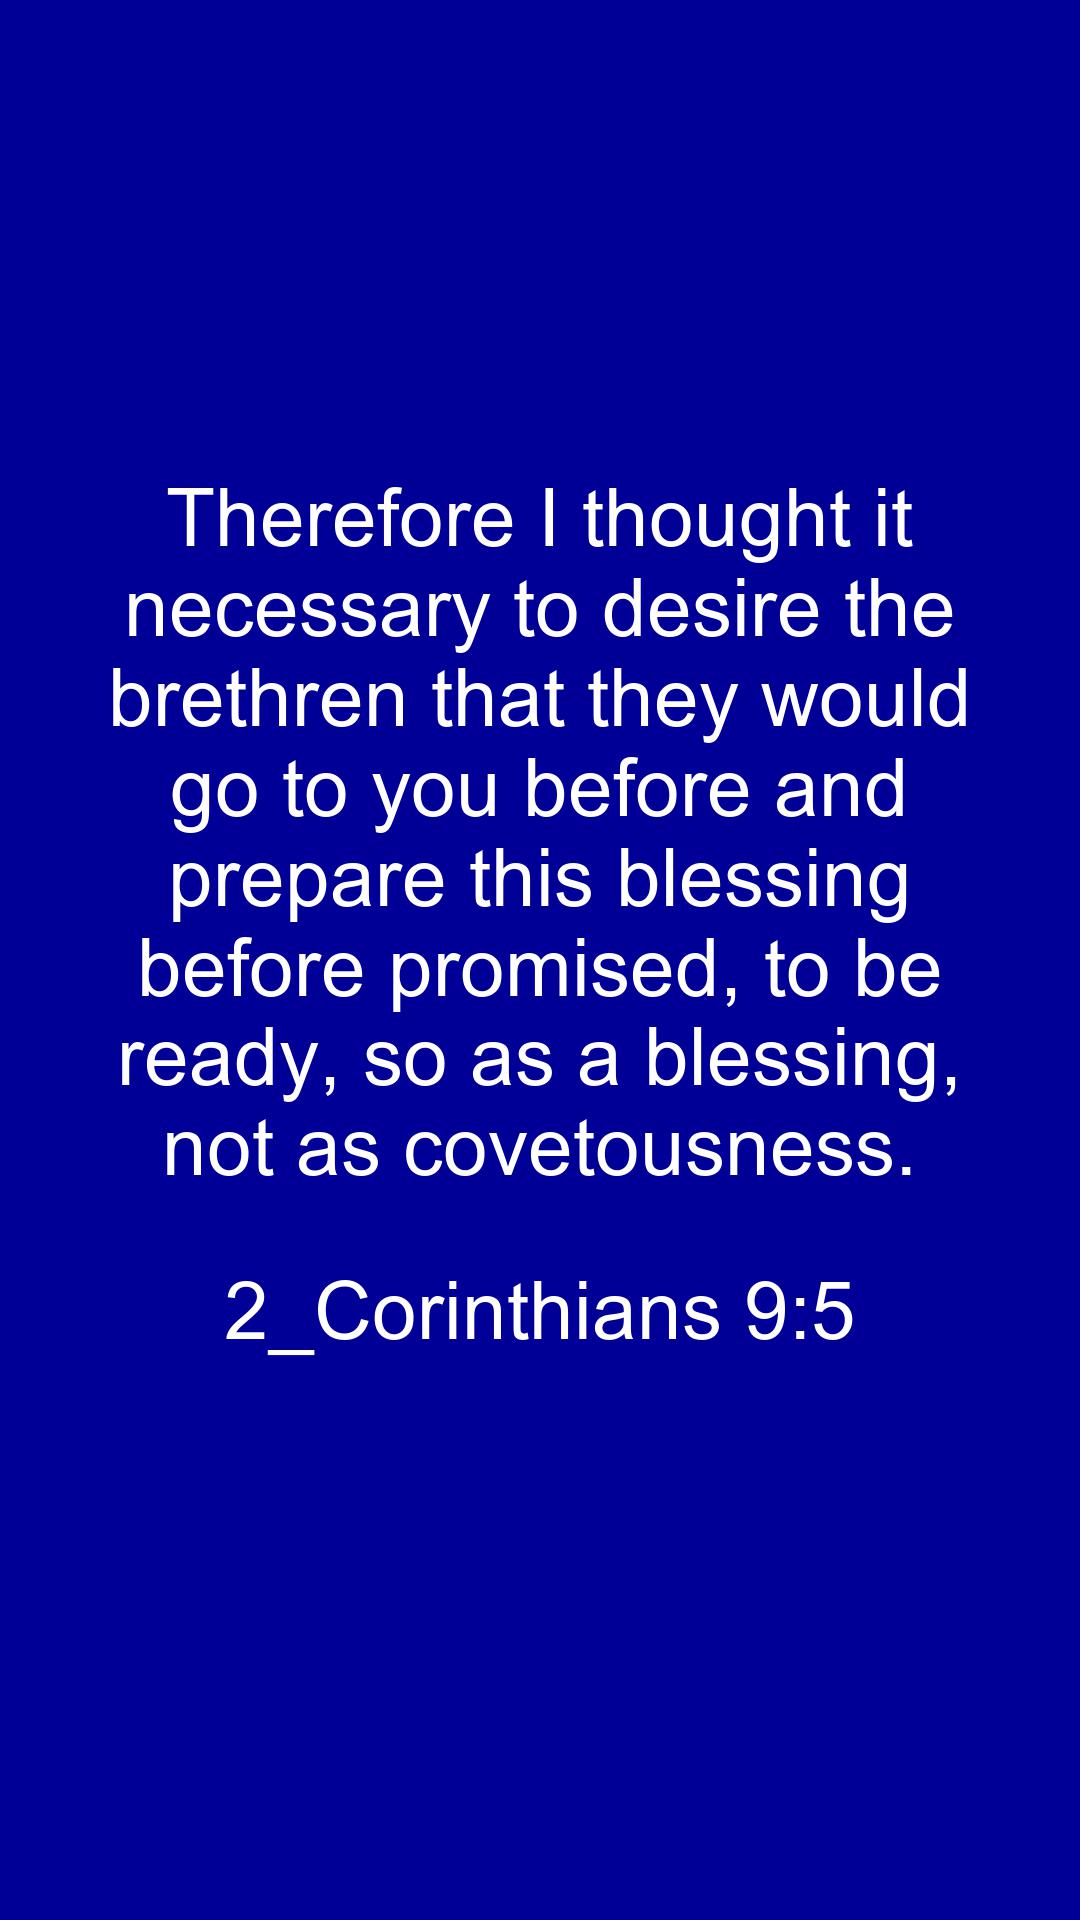 Therefore I thought it
necessary to desire the
brethren that they would
go to you before and
prepare this blessing
before promised, to be
ready, so as a blessing,
not as covetousness.
2_Corinthians 9:5